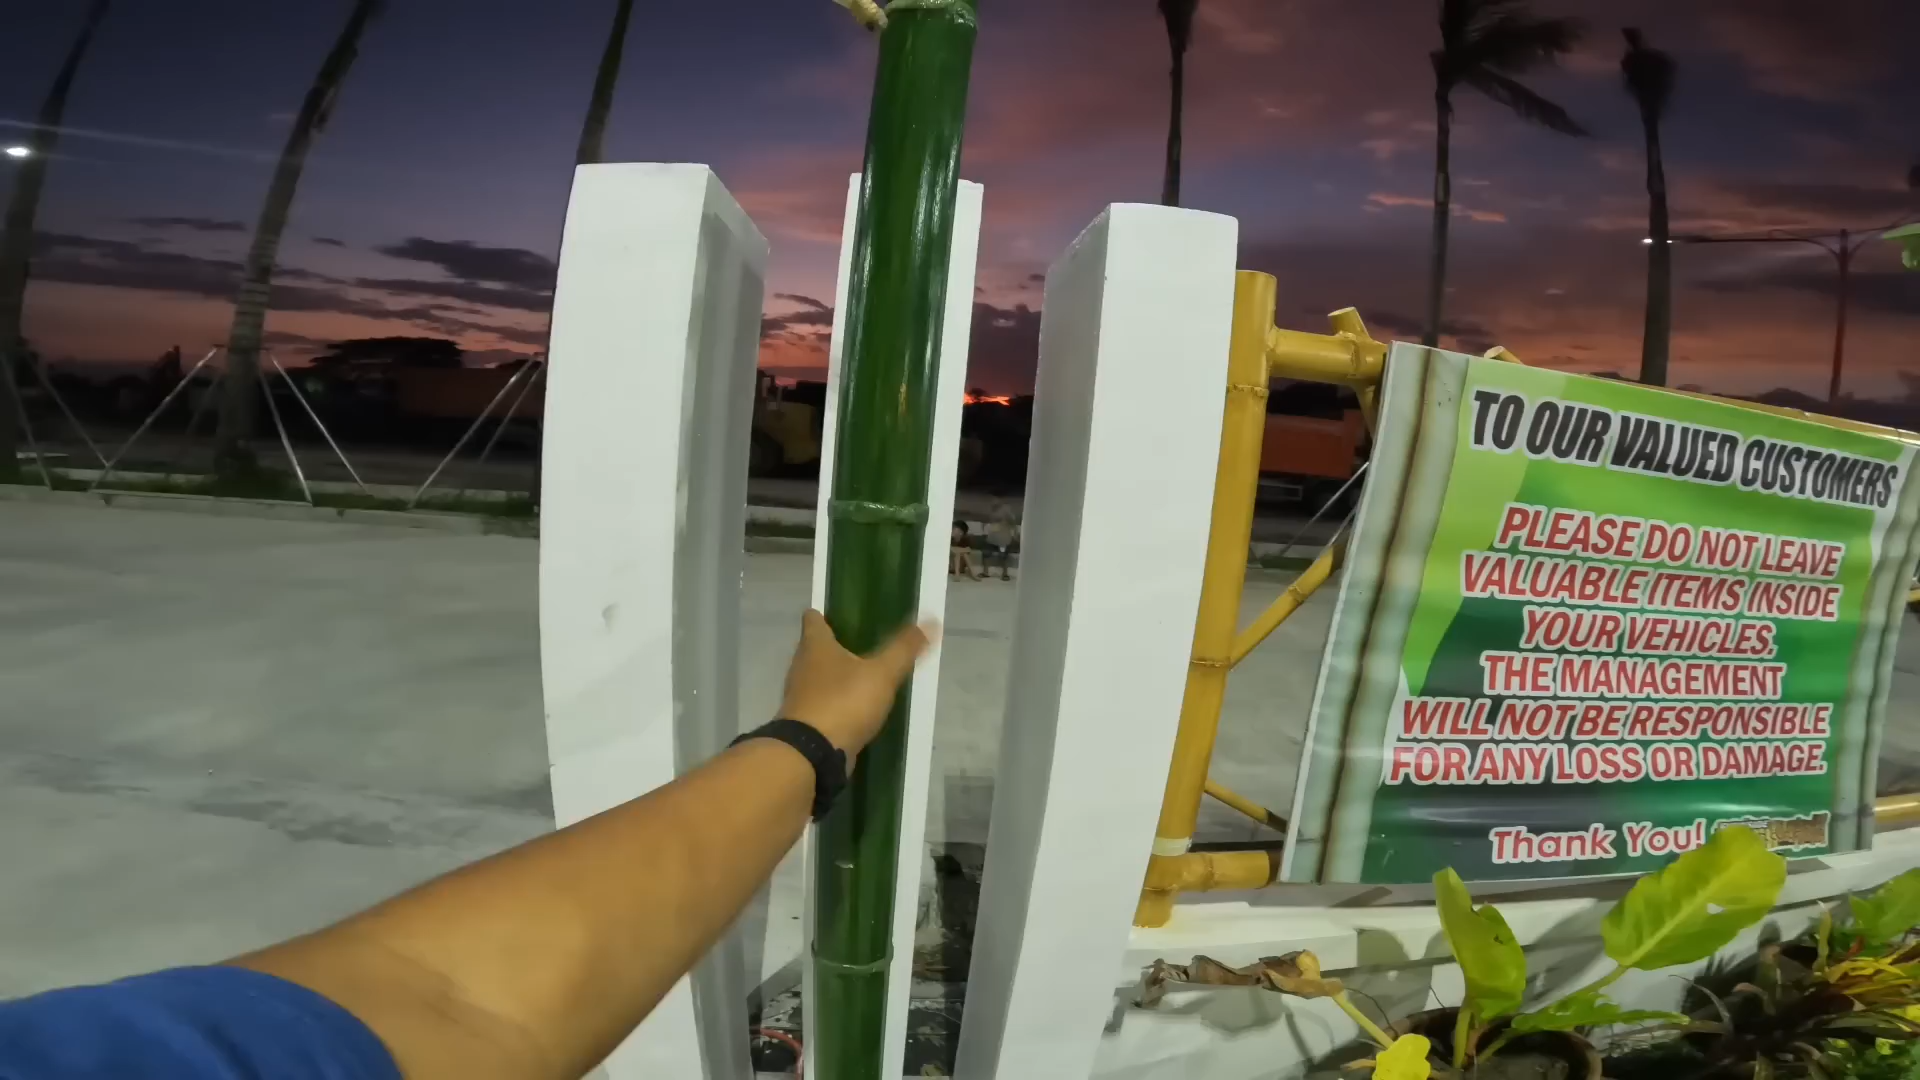 TO OUR VALUED CUSTOMERS
PLEASE DO NOT LEAVE
VALUABLE ITEMS INSIDE
YOUR VEHICLES.
THE MANAGEMENT
WILL NOT BE RESPONSIBLE
FOR ANY LOSS OR DAMAGE.
Thank You!